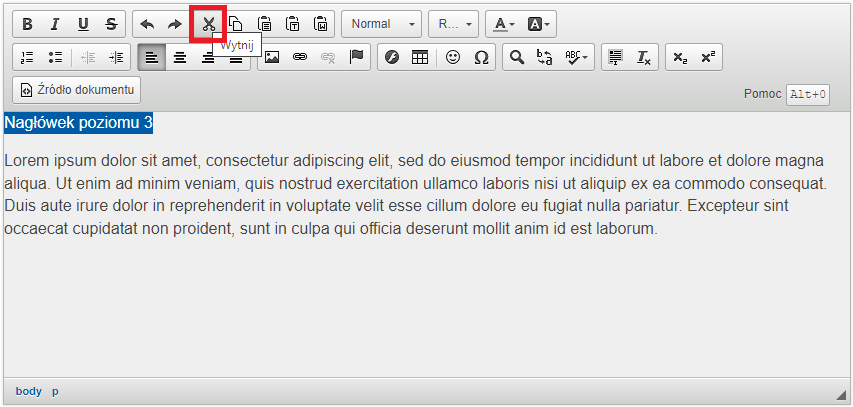 B I U S Normal R... A A
Wytnij
ABC Ω
Źródło dokumentu
Pomoc Alt+0
Nagłówek poziomu 3
Lorem ipsum dolor sit amet, consectetur adipiscing elit, sed do eiusmod tempor incididunt ut labore et dolore magna
aliqua. Ut enim ad minim veniam, quis nostrud exercitation ullamco laboris nisi ut aliquip ex ea commodo consequat.
Duis aute irure dolor in reprehenderit in voluptate velit esse cillum dolore eu fugiat nulla pariatur. Excepteur sint
occaecat cupidatat non proident, sunt in culpa qui officia deserunt mollit anim id est laborum.
body p